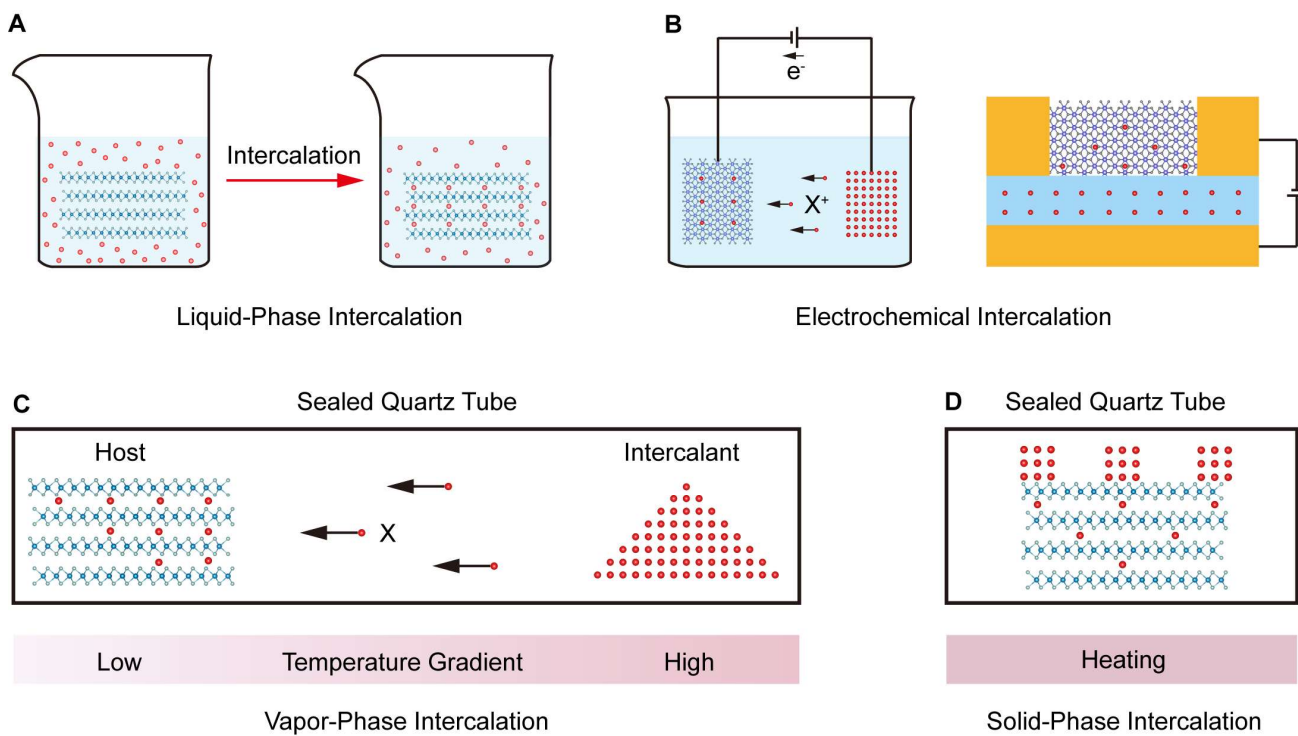 A
Intercalation
Liquid-Phase Intercalation
B
e-
X+
Electrochemical Intercalation
C
Sealed Quartz Tube
Host
Intercalant
X
Low
Temperature Gradient
High
Vapor-Phase Intercalation
D
Sealed Quartz Tube
Heating
Solid-Phase Intercalation